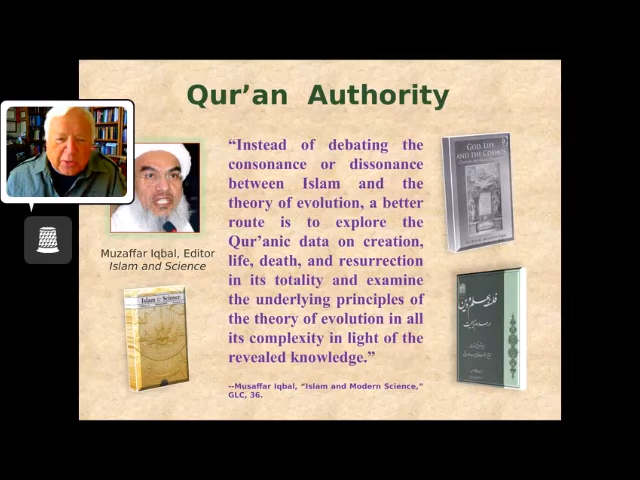 Qur’an Authority
“Instead of debating the
consonance or dissonance
between Islam and the
theory of evolution, a better
route is to explore the
Qur’anic data on creation,
life, death, and resurrection
in its totality and examine
the underlying principles of
the theory of evolution in all
its complexity in light of the
revealed knowledge.”
--Musaffar Iqbal, “Islam and Modern Science,”
GLC, 36.
Muzaffar Iqbal, Editor
Islam and Science
Islam & Science
GOD, LIFE,
AND THE COSMOS
فلسفه علم و دین